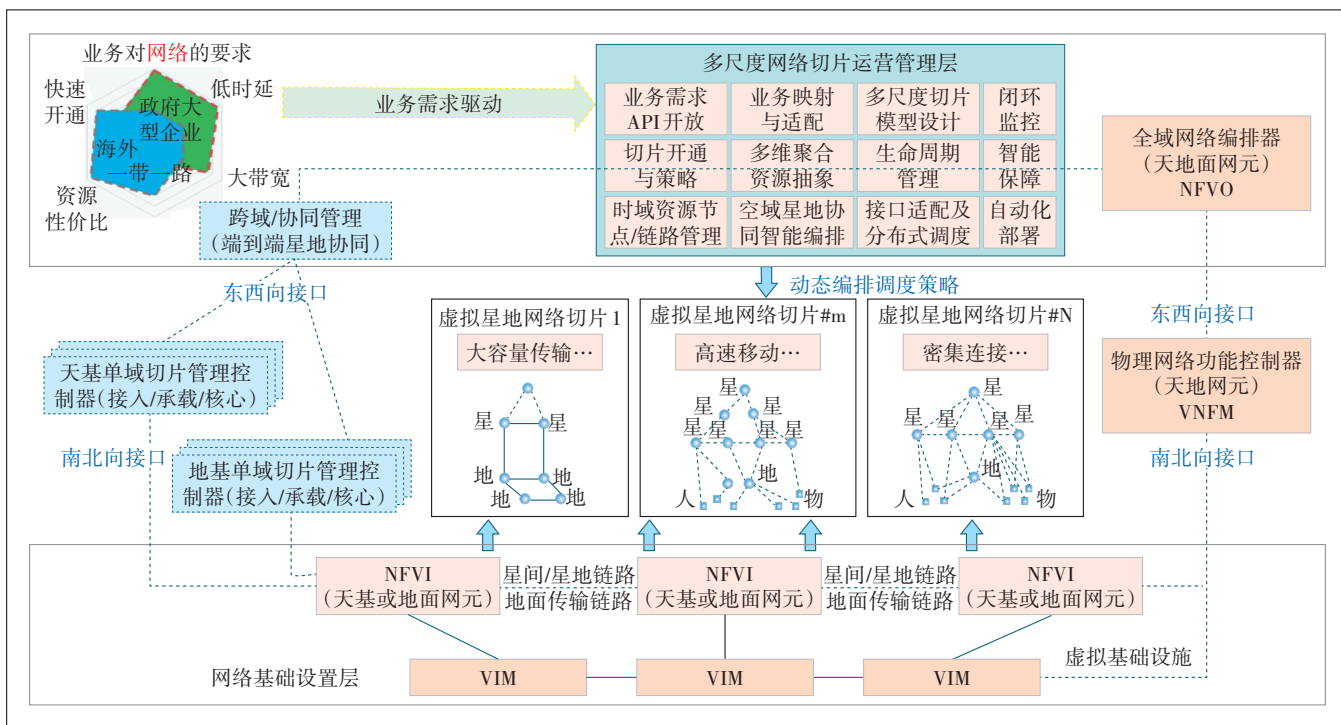 业务对网络的要求
快速
开通
低时延
政府大
型企业
海外
一带一路
资源
性价比
大带宽
业务需求驱动
多尺度网络切片运营管理层
业务需求
API开放
业务映射
与适配
多尺度切片
模型设计
闭环
监控
切片开通
与策略
多维聚合
资源抽象
生命周期
管理
智能
保障
时域资源节
点/链路管理
空域星地协
同智能编排
接口适配及
分布式调度
自动化
部署
全域网络编排器
(天地面网元)
NFVO
跨域/协同管理
(端到端星地协同)
东西向接口
动态编排调度策略
东西向接口
天基单域切片管理控
制器(接入/承载/核心)
南北向接口
地基单域切片管理控
制器(接入/承载/核心)
虚拟星地网络切片1
大容量传输…
星
星
地
地
地
地
虚拟星地网络切片#m
高速移动…
星
星
星
星
星
星
星
地
人
物
虚拟星地网络切片#N
密集连接…
星
星
星
星
星
地
人
物
物理网络功能控制器
(天地网元)
VNFM
南北向接口
NFVI
(天基或地面网元)
星间/星地链路
地面传输链路
NFVI
(天基或地面网元)
星间/星地链路
地面传输链路
NFVI
(天基或地面网元)
网络基础设置层
VIM
VIM
VIM
虚拟基础设施